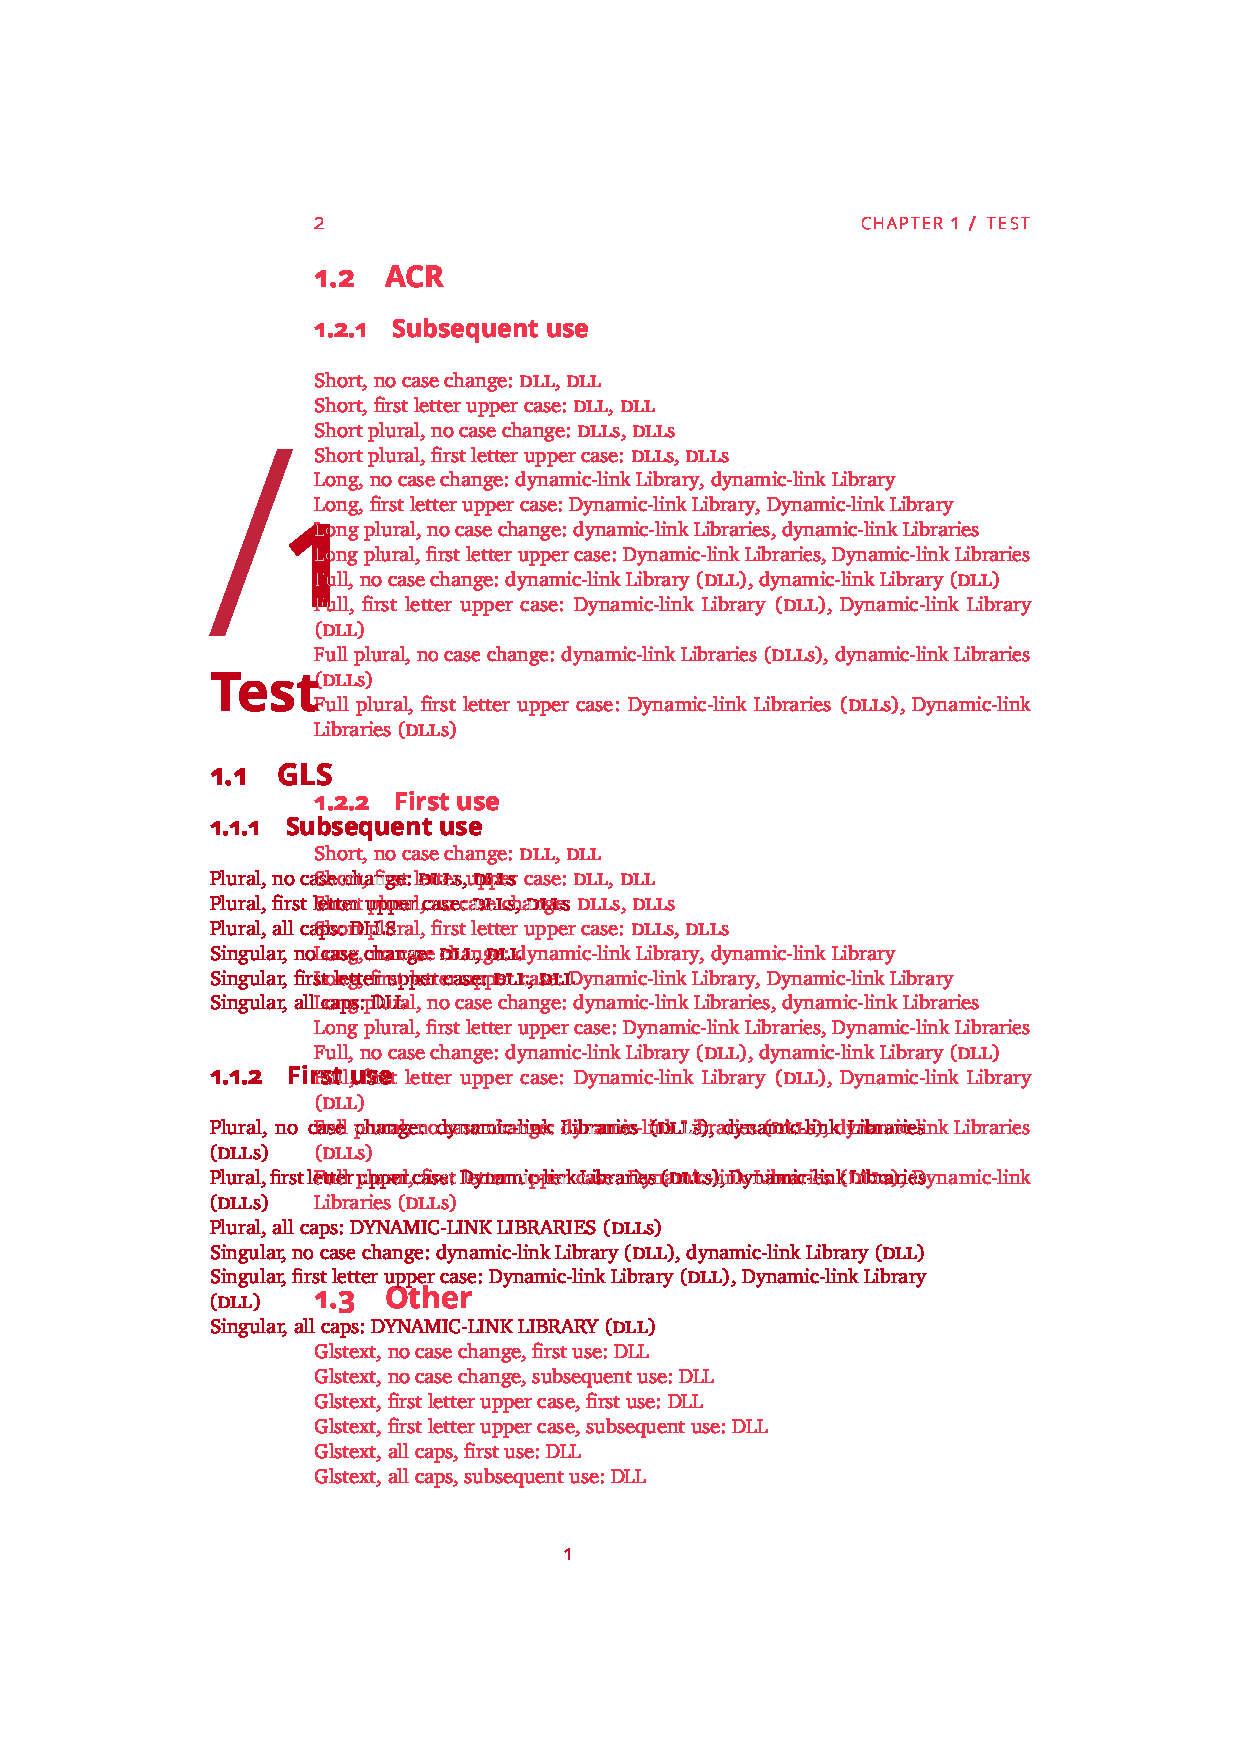 /1
Test
1.1 GLS
1.1.1 Subsequent use
Plural, no case change: DLLs, DLLs
Plural, first letter upper case: DLLs, DLLs
Plural, all caps: DLLS
Singular, no case change: DLL, DLL
Singular, first letter upper case: DLL, DLL
Singular, all caps: DLL
1.1.2 First use
Plural, no case change: dynamic-link Libraries (DLLs), dynamic-link Libraries
(DLLs)
Plural, first letter upper case: Dynamic-link Libraries (DLLs), Dynamic-link Libraries
(DLLs)
Plural, all caps: DYNAMIC-LINK LIBRARIES (DLLs)
Singular, no case change: dynamic-link Library (DLL), dynamic-link Library (DLL)
Singular, first letter upper case: Dynamic-link Library (DLL), Dynamic-link Library
(DLL)
Singular, all caps: DYNAMIC-LINK LIBRARY (DLL)
1
2 CHAPTER 1 / TEST
1.2 ACR
1.2.1 Subsequent use
Short, no case change: DLL, DLL
Short, first letter upper case: DLL, DLL
Short plural, no case change: DLLs, DLLs
Short plural, first letter upper case: DLLs, DLLs
Long, no case change: dynamic-link Library, dynamic-link Library
Long, first letter upper case: Dynamic-link Library, Dynamic-link Library
Long plural, no case change: dynamic-link Libraries, dynamic-link Libraries
Long plural, first letter upper case: Dynamic-link Libraries, Dynamic-link Libraries
Full, no case change: dynamic-link Library (DLL), dynamic-link Library (DLL)
Full, first letter upper case: Dynamic-link Library (DLL), Dynamic-link Library
(DLL)
Full plural, no case change: dynamic-link Libraries (DLLs), dynamic-link Libraries
(DLLs)
Full plural, first letter upper case: Dynamic-link Libraries (DLLs), Dynamic-link
Libraries (DLLs)
1.2.2 First use
Short, no case change: DLL, DLL
Short, first letter upper case: DLL, DLL
Short plural, no case change: DLLs, DLLs
Short plural, first letter upper case: DLLs, DLLs
Long, no case change: dynamic-link Library, dynamic-link Library
Long, first letter upper case: Dynamic-link Library, Dynamic-link Library
Long plural, no case change: dynamic-link Libraries, dynamic-link Libraries
Long plural, first letter upper case: Dynamic-link Libraries, Dynamic-link Libraries
Full, no case change: dynamic-link Library (DLL), dynamic-link Library (DLL)
Full, first letter upper case: Dynamic-link Library (DLL), Dynamic-link Library
(DLL)
Full plural, no case change: dynamic-link Libraries (DLLs), dynamic-link Libraries
(DLLs)
Full plural, first letter upper case: Dynamic-link Libraries (DLLs), Dynamic-link
Libraries (DLLs)
1.3 Other
Glstext, no case change, first use: DLL
Glstext, no case change, subsequent use: DLL
Glstext, first letter upper case, first use: DLL
Glstext, first letter upper case, subsequent use: DLL
Glstext, all caps, first use: DLL
Glstext, all caps, subsequent use: DLL